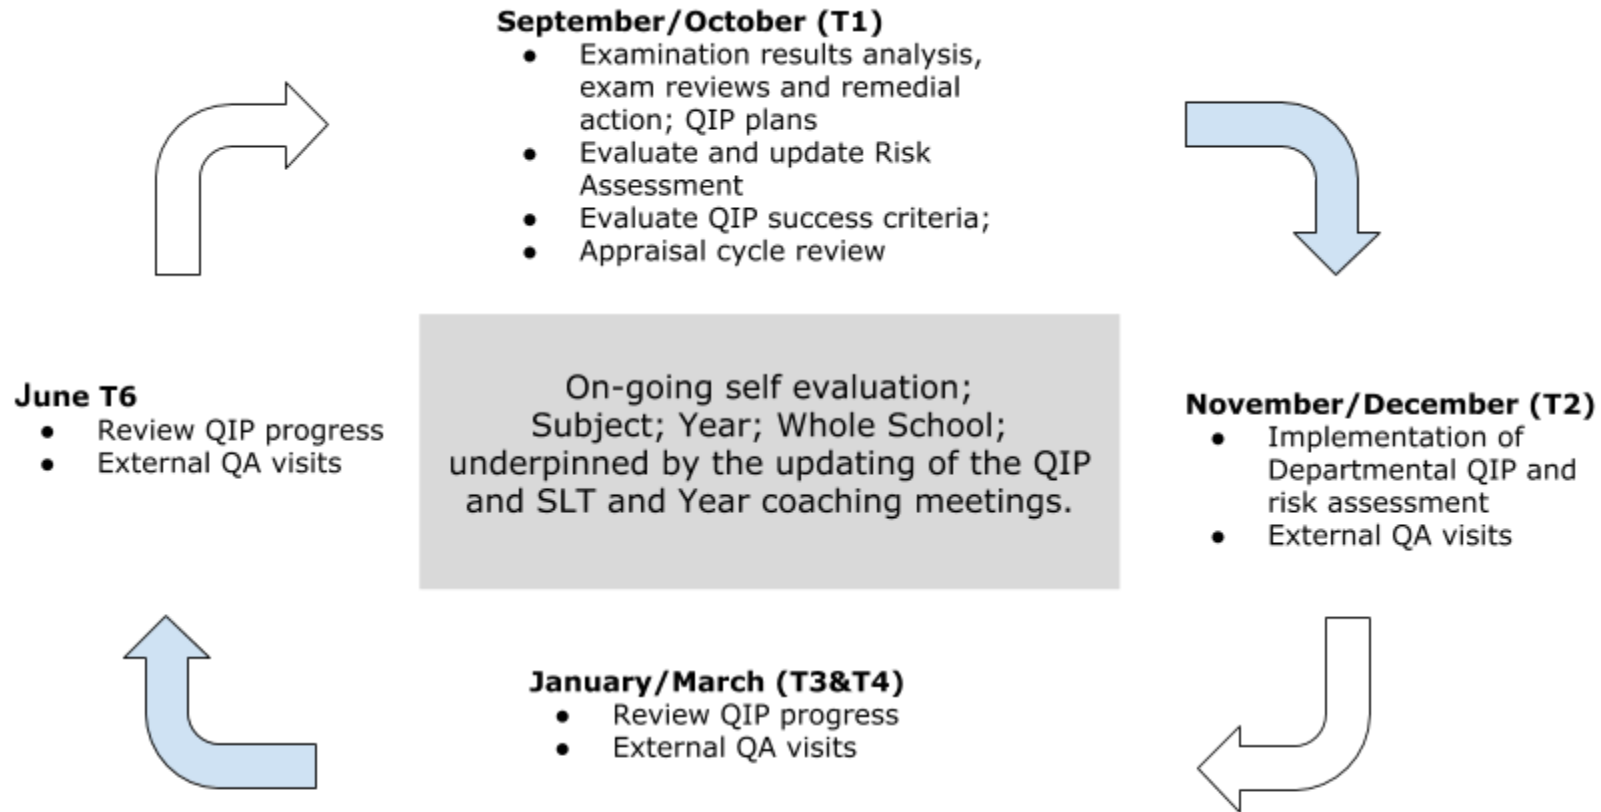 September/October (T1)
● Examination results analysis,
exam reviews and remedial
action; QIP plans
● Evaluate and update Risk
Assessment
● Evaluate QIP success criteria;
● Appraisal cycle review
On-going self evaluation;
Subject; Year; Whole School;
underpinned by the updating of the QIP
and SLT and Year coaching meetings.
June T6
● Review QIP progress
● External QA visits
November/December (T2)
● Implementation of
Departmental QIP and
risk assessment
● External QA visits
January/March (T3&T4)
● Review QIP progress
● External QA visits